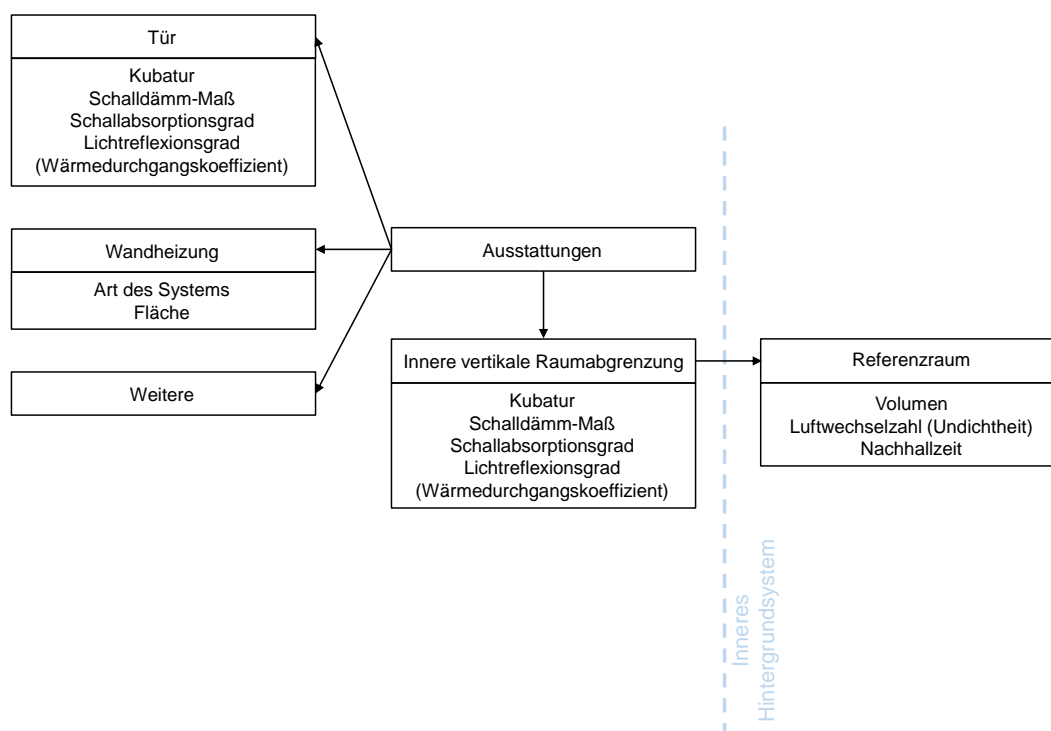 Tür
Kubatur
Schalldämm-Maß
Schallabsorptionsgrad
Lichtreflexionsgrad
(Wärmedurchgangskoeffizient)
Wandheizung
Art des Systems
Fläche
Weitere
Ausstattungen
Innere vertikale Raumabgrenzung
Kubatur
Schalldämm-Maß
Schallabsorptionsgrad
Lichtreflexionsgrad
(Wärmedurchgangskoeffizient)
Referenzraum
Volumen
Luftwechselzahl (Undichtheit)
Nachhallzeit
Inneres
Hintergrundsystem